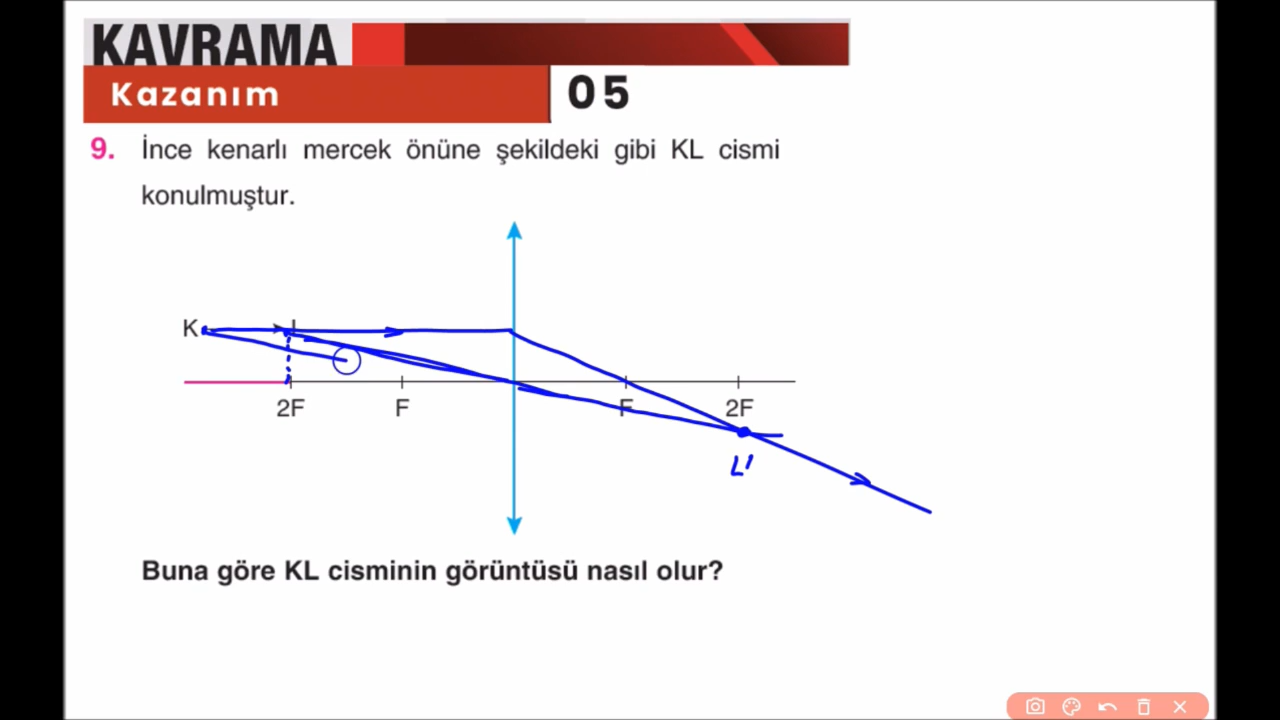 KAVRAMA
Kazanım 05
9. İnce kenarlı mercek önüne şekildeki gibi KL cismi
konulmuştur.
K L
2F F F 2F
L'
Buna göre KL cisminin görüntüsü nasıl olur?